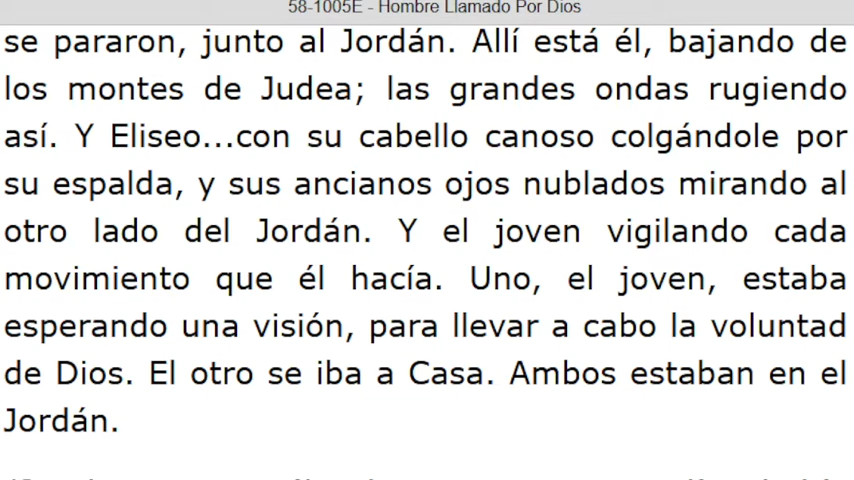 58-1005E - Hombre Llamado Por Dios
se pararon, junto al Jordán. Allí está él, bajando de
los montes de Judea; las grandes ondas rugiendo
así. Y Eliseo...con su cabello canoso colgándole por
su espalda, y sus ancianos ojos nublados mirando al
otro lado del Jordán. Y el joven vigilando cada
movimiento que él hacía. Uno, el joven, estaba
esperando una visión, para llevar a cabo la voluntad
de Dios. El otro se iba a Casa. Ambos estaban en el
Jordán.